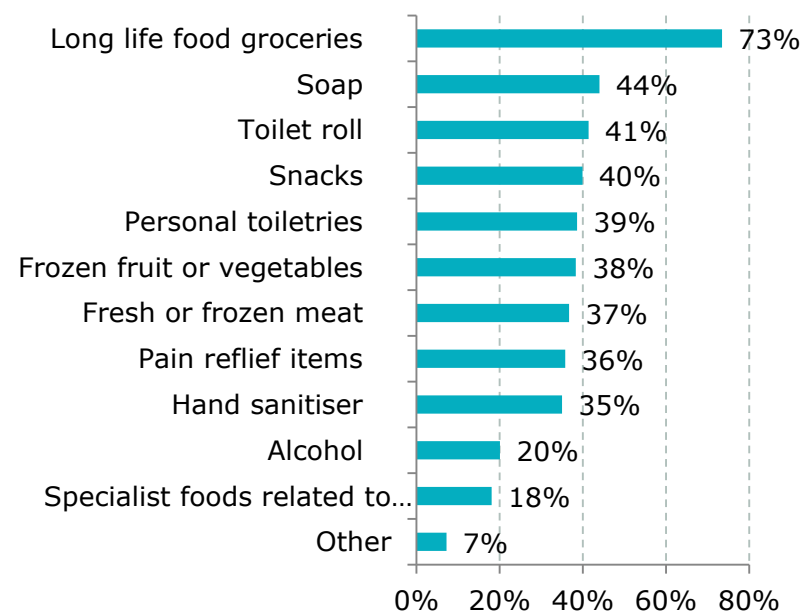 Long life food groceries 73%
Soap 44%
Toilet roll 41%
Snacks 40%
Personal toiletries 39%
Frozen fruit or vegetables 38%
Fresh or frozen meat 37%
Pain reflief items 36%
Hand sanitiser 35%
Alcohol 20%
Specialist foods related to… 18%
Other 7%
0% 20% 40% 60% 80%